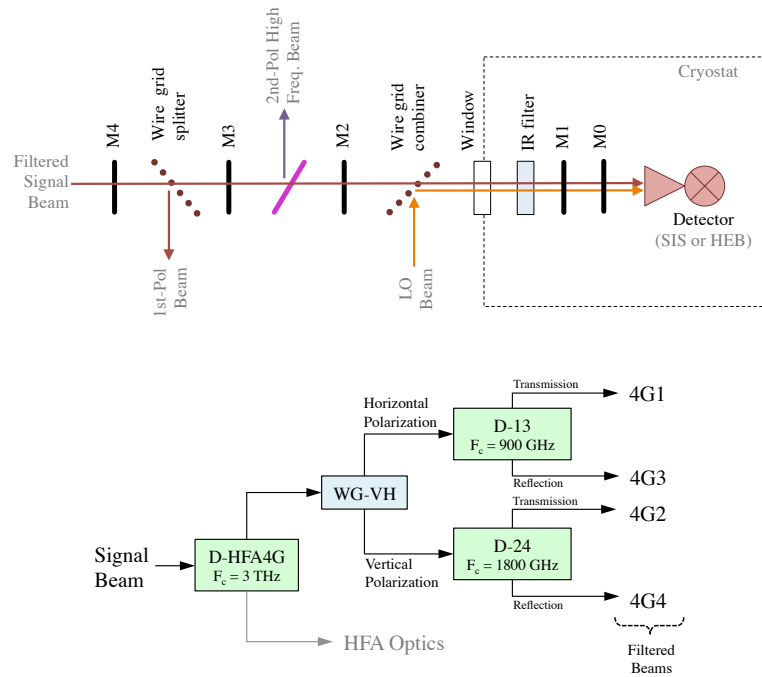 Cryostat
M4
Wire grid
splitter
M3
2nd-Pol High
Freq. Beam
M2
Wire grid
combiner
Window
IR filter
M1
M0
Filtered
Signal
Beam
1st-Pol
Beam
LO
Beam
Detector
(SIS or HEB)
Transmission
4G1
Horizontal
Polarization
D-13
F_c = 900 GHz
Reflection
4G3
WG-VH
Transmission
4G2
Signal
Beam
D-HFA4G
F_c = 3 THz
Vertical
Polarization
D-24
F_c = 1800 GHz
Reflection
4G4
HFA Optics
Filtered
Beams